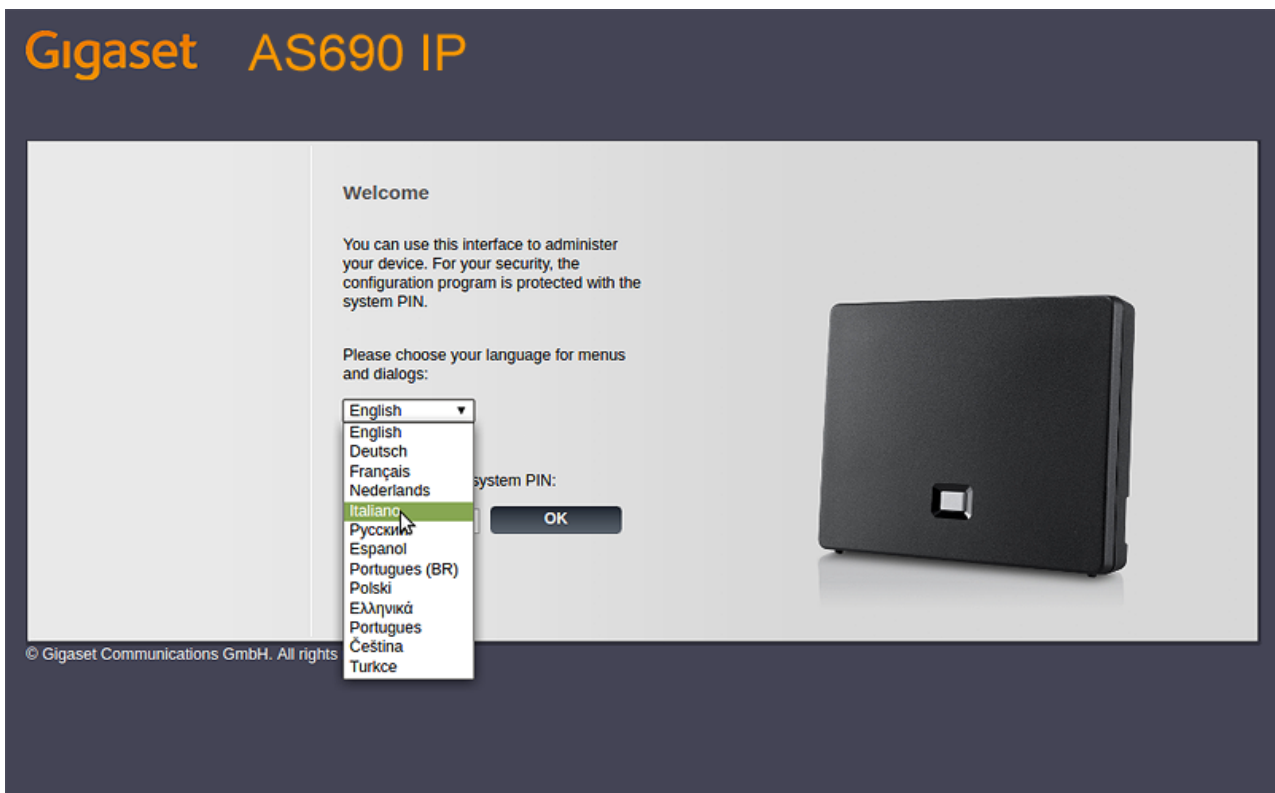 Gigaset AS690 IP
Welcome
You can use this interface to administer
your device. For your security, the
configuration program is protected with the
system PIN.
Please choose your language for menus
and dialogs:
English ▼
English
Deutsch
Français
Nederlands
system PIN:
Italiano
OK
Espanol
Portugues (BR)
Polski
Ελληνικά
Portugues
Čeština
Turkce
© Gigaset Communications GmbH. All rights